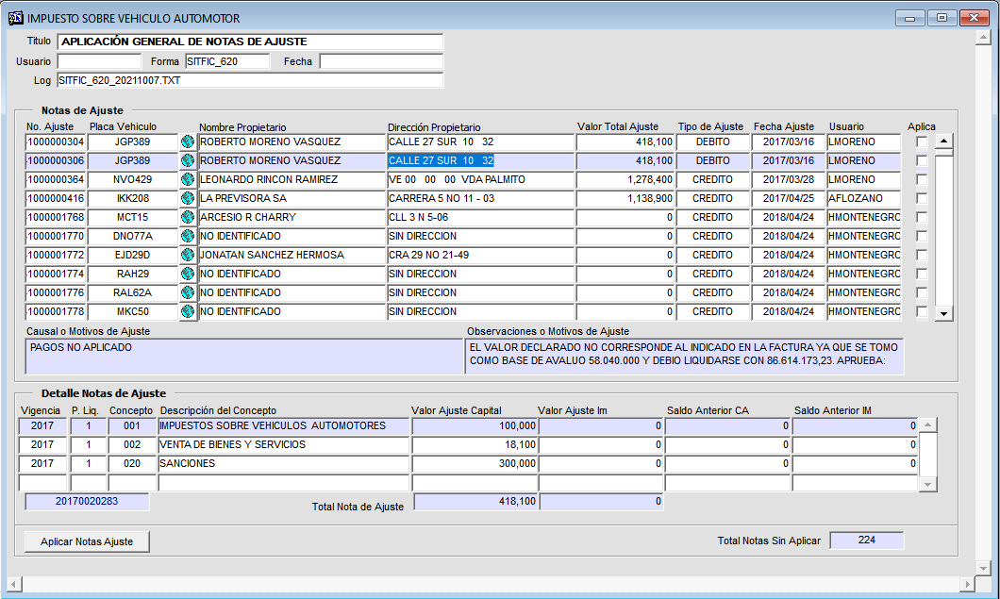 IMPUESTO SOBRE VEHICULO AUTOMOTOR
Titulo APLICACIÓN GENERAL DE NOTAS DE AJUSTE
Usuario Forma SITFIC_620 Fecha
Log SITFIC_620_20211007.TXT
Notas de Ajuste
No. Ajuste Placa Vehiculo Nombre Propietario Dirección Propietario Valor Total Ajuste Tipo de Ajuste Fecha Ajuste Usuario Aplica
1000000304 JGP389 ROBERTO MORENO VASQUEZ CALLE 27 SUR 10 32 418,100 DEBITO 2017/03/16 LMORENO
1000000306 JGP389 ROBERTO MORENO VASQUEZ CALLE 27 SUR 10 32 418,100 DEBITO 2017/03/16 LMORENO
1000000364 NVO429 LEONARDO RINCON RAMIREZ VE 00 00 00 VDA PALMITO 1,278,400 CREDITO 2017/03/28 LMORENO
1000000416 IKK208 LA PREVISORA SA CARRERA 5 NO 11 - 03 1,138,900 CREDITO 2017/04/25 AFLOZANO
1000001768 MCT15 ARCESIO R CHARRY CLL 3 N 5-06 0 CREDITO 2018/04/24 HMONTENEGRO
1000001770 DNO77A NO IDENTIFICADO SIN DIRECCION 0 CREDITO 2018/04/24 HMONTENEGRO
1000001772 EJD29D JONATAN SANCHEZ HERMOSA CRA 29 NO 21-49 0 CREDITO 2018/04/24 HMONTENEGRO
1000001774 RAH29 NO IDENTIFICADO SIN DIRECCION 0 CREDITO 2018/04/24 HMONTENEGRO
1000001776 RAL62A NO IDENTIFICADO SIN DIRECCION 0 CREDITO 2018/04/24 HMONTENEGRO
1000001778 MKC50 NO IDENTIFICADO SIN DIRECCION 0 CREDITO 2018/04/24 HMONTENEGRO
Causal o Motivos de Ajuste Observaciones o Motivos de Ajuste
PAGOS NO APLICADO EL VALOR DECLARADO NO CORRESPONDE AL INDICADO EN LA FACTURA YA QUE SE TOMO
COMO BASE DE AVALUO 58.040.000 Y DEBIO LIQUIDARSE CON 86.614.173,23. APRUEBA:
Detalle Notas de Ajuste
Vigencia P. Liq. Concepto Descripción del Concepto Valor Ajuste Capital Valor Ajuste Im Saldo Anterior CA Saldo Anterior IM
2017 1 001 IMPUESTOS SOBRE VEHICULOS AUTOMOTORES 100,000 0 0 0
2017 1 002 VENTA DE BIENES Y SERVICIOS 18,100 0 0 0
2017 1 020 SANCIONES 300,000 0 0 0
20170020283 Total Nota de Ajuste 418,100 0
Aplicar Notas Ajuste Total Notas Sin Aplicar 224